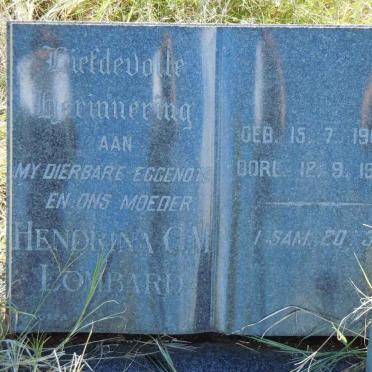 Liefdevolle
Herinnering
AAN
MY DIERBARE EGGENOTE
EN ONS MOEDER
HENDRINA C.M.
LOMBARD
GEB. 15. 7. 19
OORL. 12. 9. 19
1 SAM. 20:3